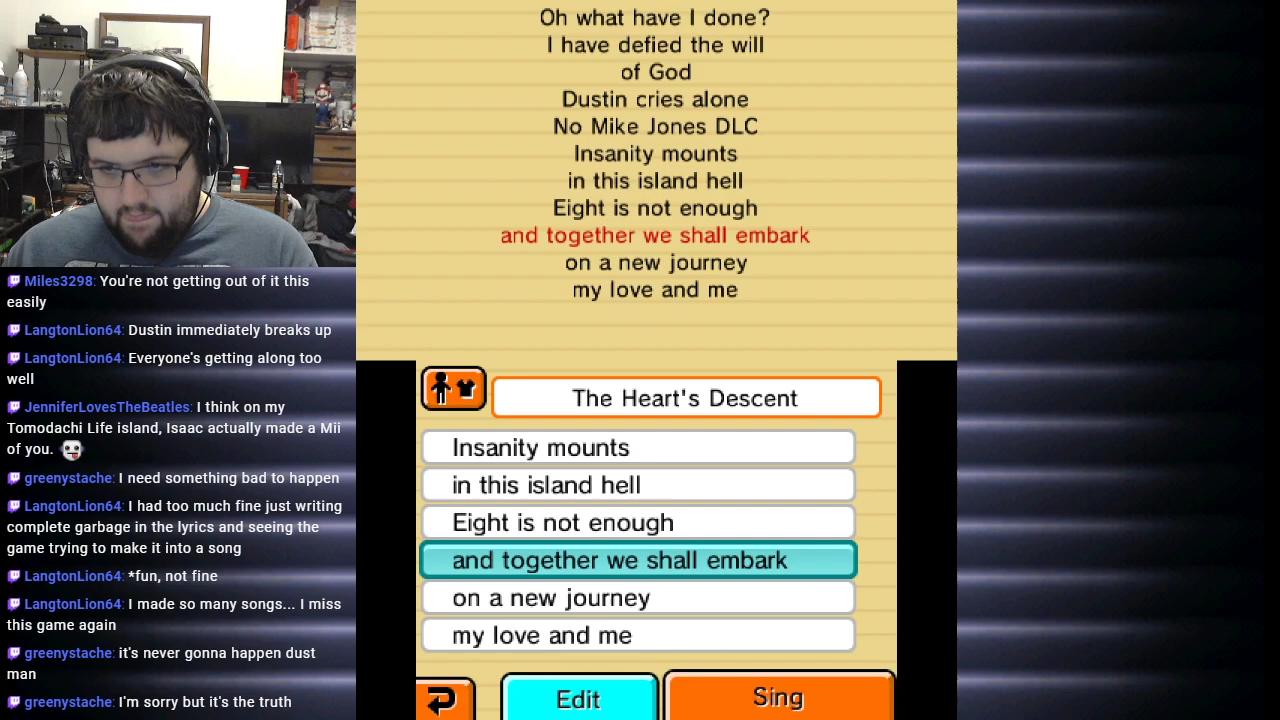 Oh what have I done?
I have defied the will
of God
Dustin cries alone
No Mike Jones DLC
Insanity mounts
in this island hell
Eight is not enough
and together we shall embark
on a new journey
my love and me
The Heart's Descent
Insanity mounts
in this island hell
Eight is not enough
and together we shall embark
on a new journey
my love and me
Edit
Sing
Miles3298: You're not getting out of it this
easily
LangtonLion64: Dustin immediately breaks up
LangtonLion64: Everyone's getting along too
well
JenniferLovesTheBeatles: I think on my
Tomodachi Life island, Isaac actually made a Mii
of you.
greenystache: I need something bad to happen
LangtonLion64: I had too much fine just writing
complete garbage in the lyrics and seeing the
game trying to make it into a song
LangtonLion64: *fun, not fine
LangtonLion64: I made so many songs... I miss
this game again
greenystache: it's never gonna happen dust
man
greenystache: I'm sorry but it's the truth